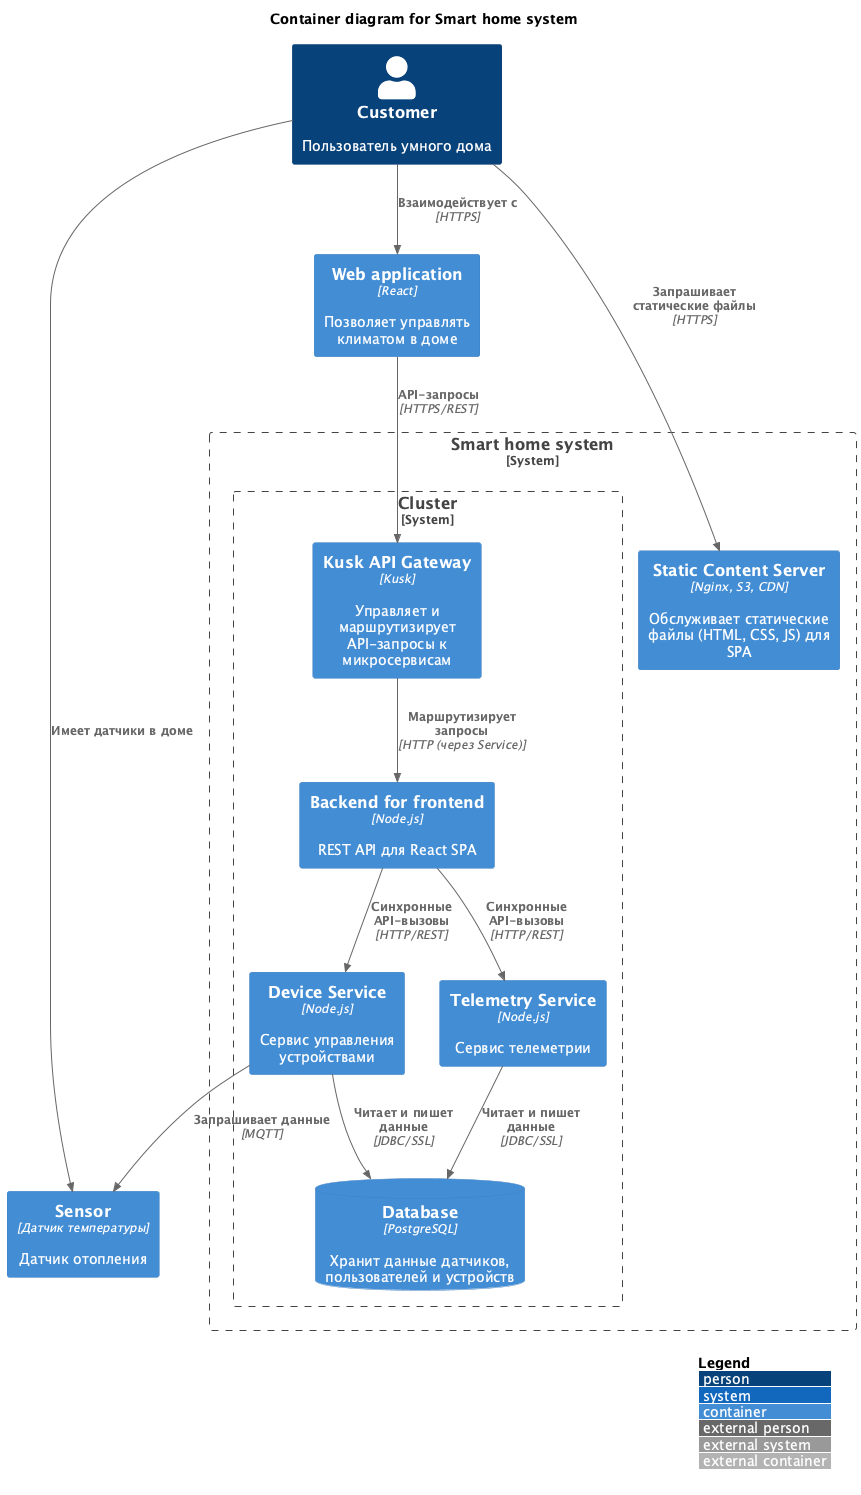 Container diagram for Smart home system
Customer
Пользователь умного дома
Взаимодействует с
[HTTPS]
Web application
[React]
Позволяет управлять
климатом в доме
Запрашивает
статические файлы
[HTTPS]
API-запросы
[HTTPS/REST]
Smart home system
[System]
Cluster
[System]
Kusk API Gateway
[Kusk]
Управляет и
маршрутизирует
API-запросы к
микросервисам
Static Content Server
[Nginx, S3, CDN]
Обслуживает статические
файлы (HTML, CSS, JS) для
SPA
Имеет датчики в доме
Маршрутизирует
запросы
[HTTP (через Service)]
Backend for frontend
[Node.js]
REST API для React SPA
Синхронные
API-вызовы
[HTTP/REST]
Синхронные
API-вызовы
[HTTP/REST]
Device Service
[Node.js]
Сервис управления
устройствами
Telemetry Service
[Node.js]
Сервис телеметрии
Запрашивает данные
[MQTT]
Читает и пишет
данные
[JDBC/SSL]
Читает и пишет
данные
[JDBC/SSL]
Sensor
[Датчик температуры]
Датчик отопления
Database
[PostgreSQL]
Хранит данные датчиков,
пользователей и устройств
Legend
person
system
container
external person
external system
external container